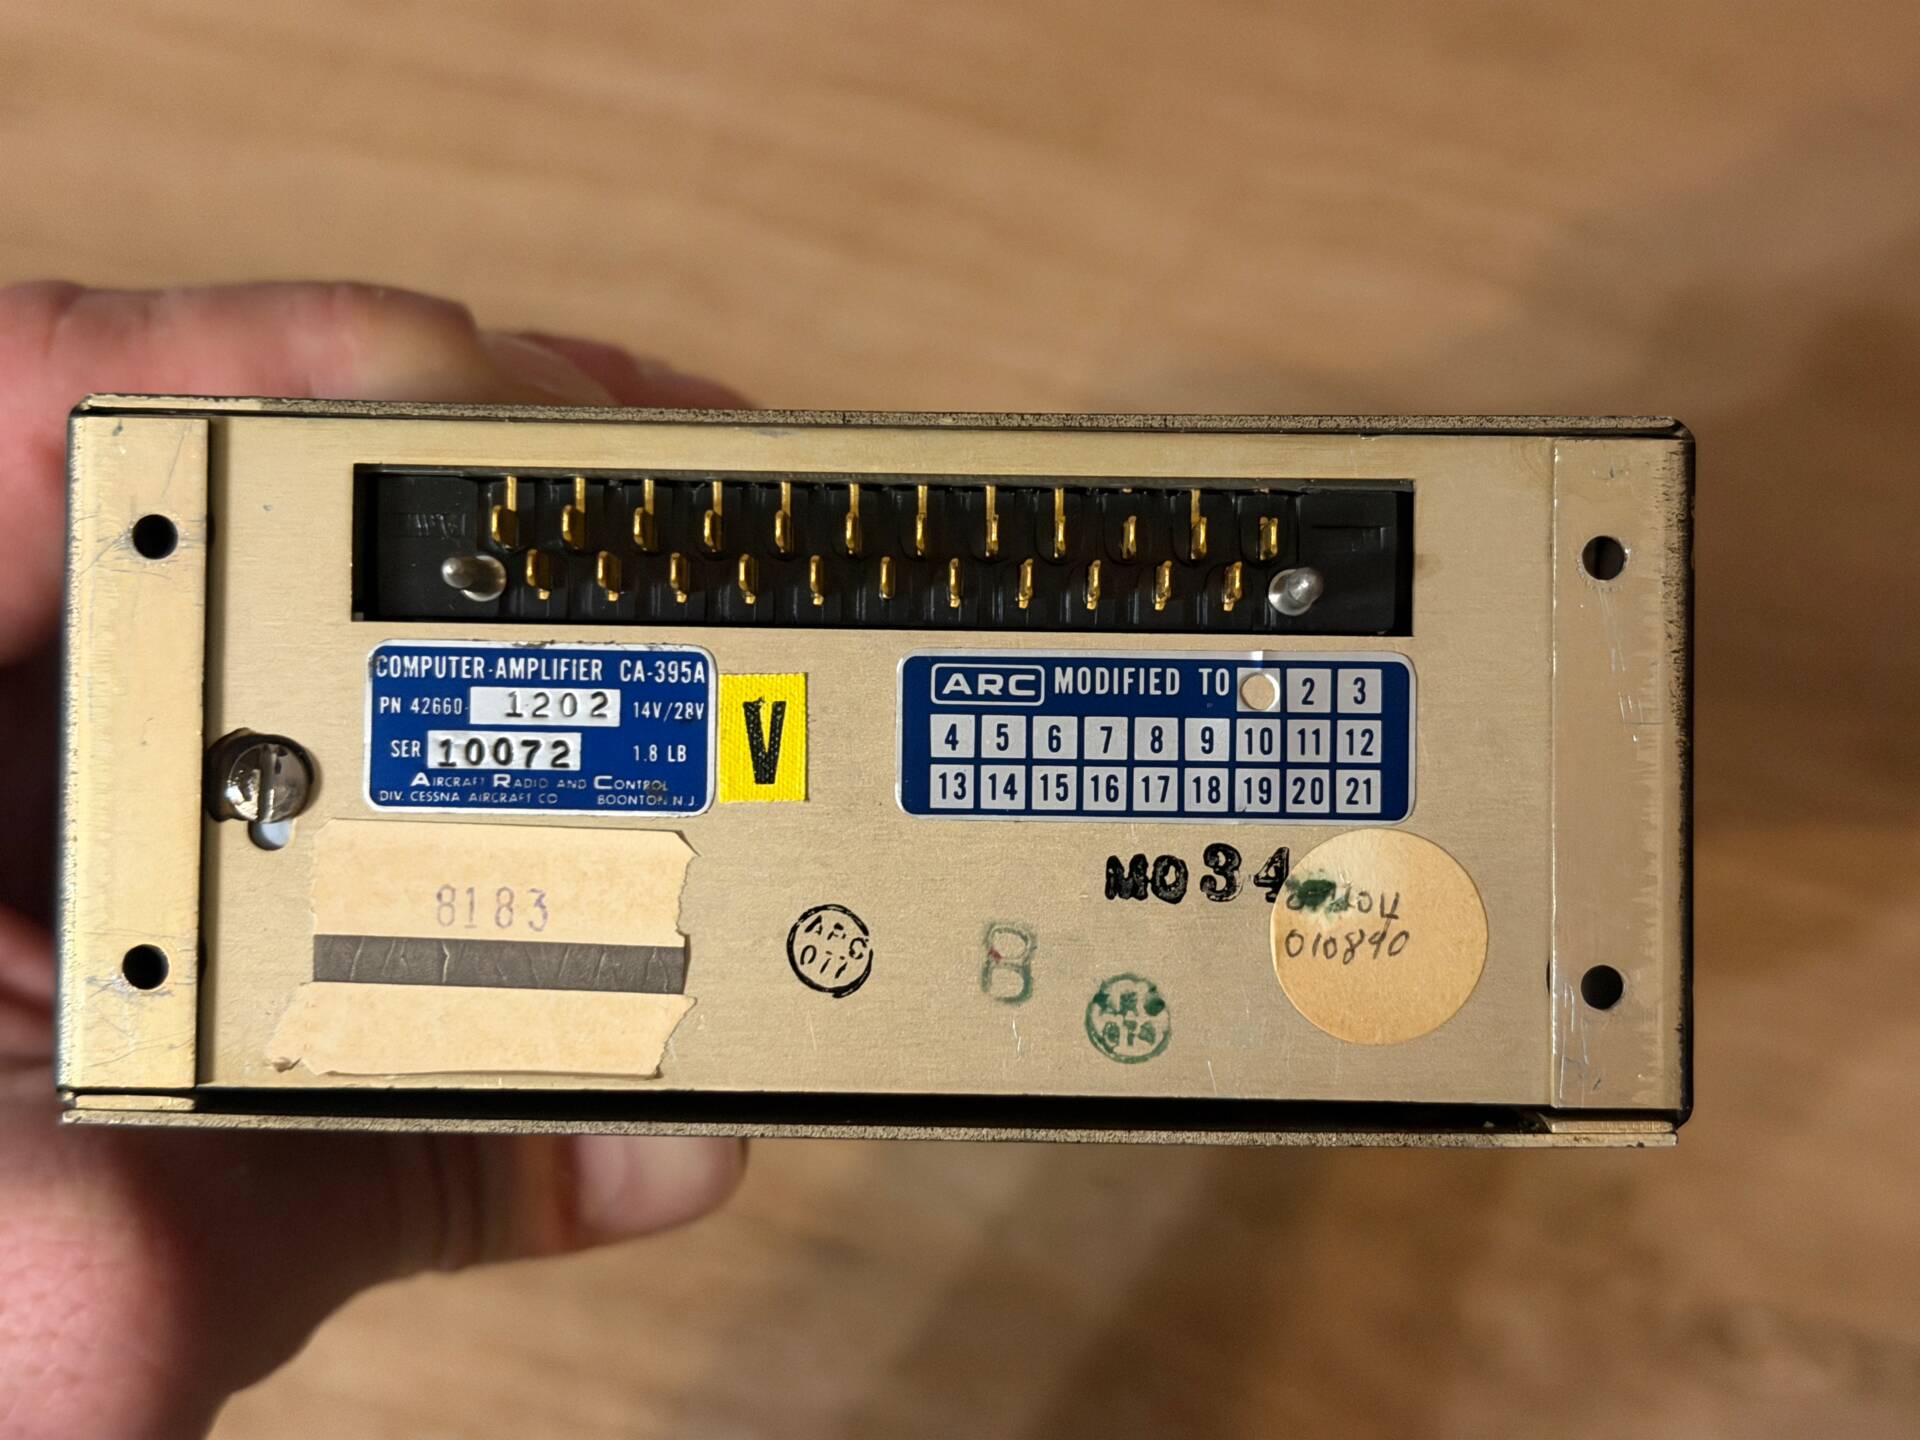 COMPUTER-AMPLIFIER CA-395A
PN 42660- 1202 14V/28V
SER 10072 1.8 LB
AIRCRAFT RADIO AND CONTROL
DIV. CESSNA AIRCRAFT CO BOONTON N.J.
V
ARC MODIFIED TO 2 3
4 5 6 7 8 9 10 11 12
13 14 15 16 17 18 19 20 21
8183
MO34
010890
ARC
077
8
ARC